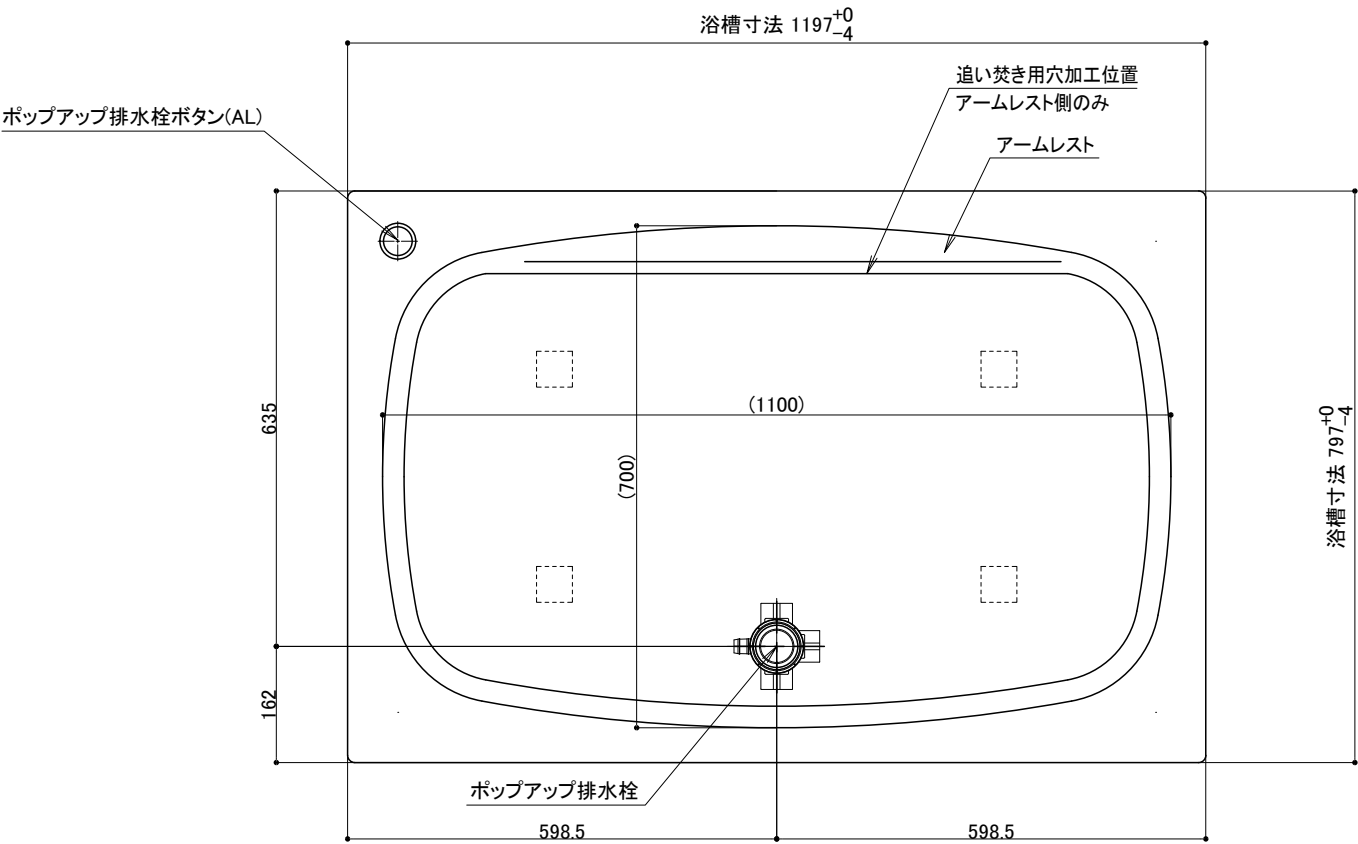 浴槽寸法 1197+0-4
追い焚き用穴加工位置
アームレスト側のみ
ポップアップ排水栓ボタン(AL)
アームレスト
(1100)
635
(700)
浴槽寸法 797+0-4
162
ポップアップ排水栓
598.5
598.5